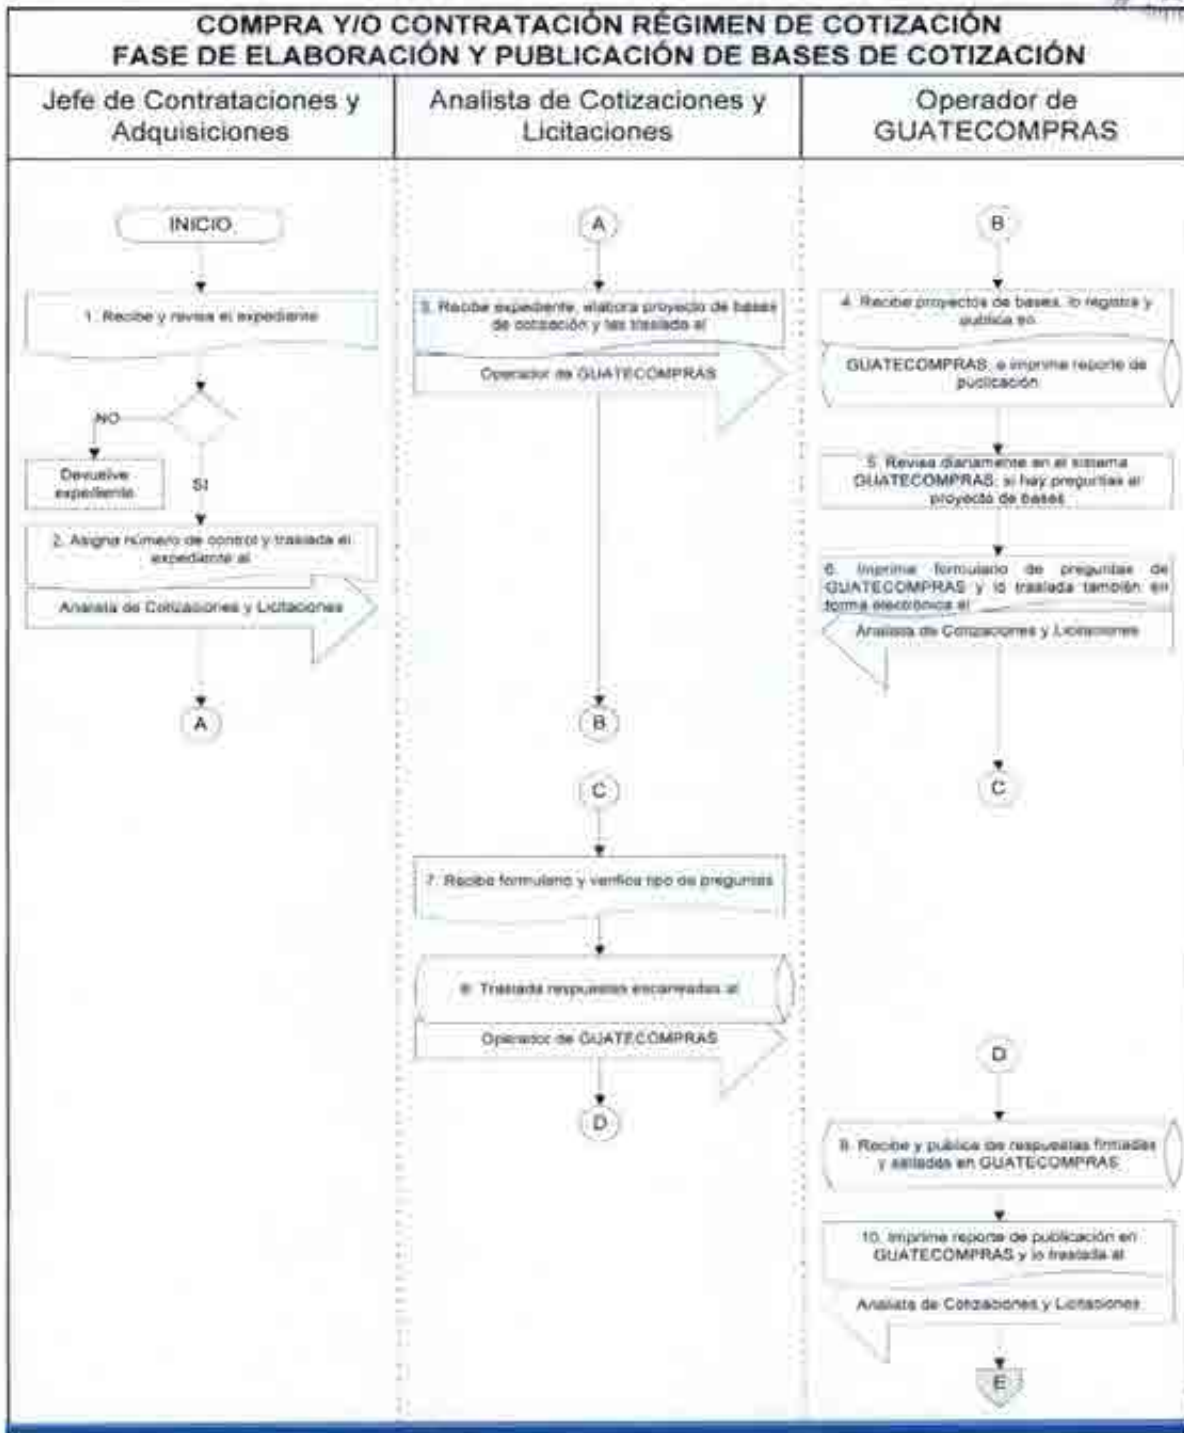 COMPRA Y/O CONTRATACIÓN RÉGIMEN DE COTIZACIÓN
FASE DE ELABORACIÓN Y PUBLICACIÓN DE BASES DE COTIZACIÓN
Jefe de Contrataciones y
Adquisiciones
Analista de Cotizaciones y
Licitaciones
Operador de
GUATECOMPRAS
INICIO
1. Recibe y revisa el expediente
NO
Devuelve
expediente
SI
2. Asigna número de control y traslada el
expediente al
Analista de Cotizaciones y Licitaciones
A
A
3. Recibe expediente, elabora proyecto de bases
de cotización y las traslada al
Operador de GUATECOMPRAS
B
B
4. Recibe proyectos de bases, lo registra y
publica en
GUATECOMPRAS, e imprime reporte de
publicación
5. Revisa diariamente en el sistema
GUATECOMPRAS, si hay preguntas al
proyecto de bases
6. Imprime formulario de preguntas de
GUATECOMPRAS y lo traslada también en
forma electrónica al
Analista de Cotizaciones y Licitaciones
C
C
7. Recibe formulario y verifica tipo de preguntas
Traslada respuestas escaneadas al
Operador de GUATECOMPRAS
D
D
Recibe y publica de respuestas firmadas
y selladas en GUATECOMPRAS
10. Imprime reporte de publicación en
GUATECOMPRAS y lo traslada al
Analista de Cotizaciones y Licitaciones
E